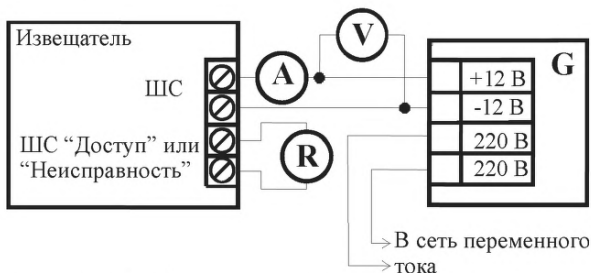 Извещатель
V
G
ШС
A
+12 В
-12 В
ШС “Доступ” или
“Неисправность”
R
220 В
220 В
В сеть переменного
тока